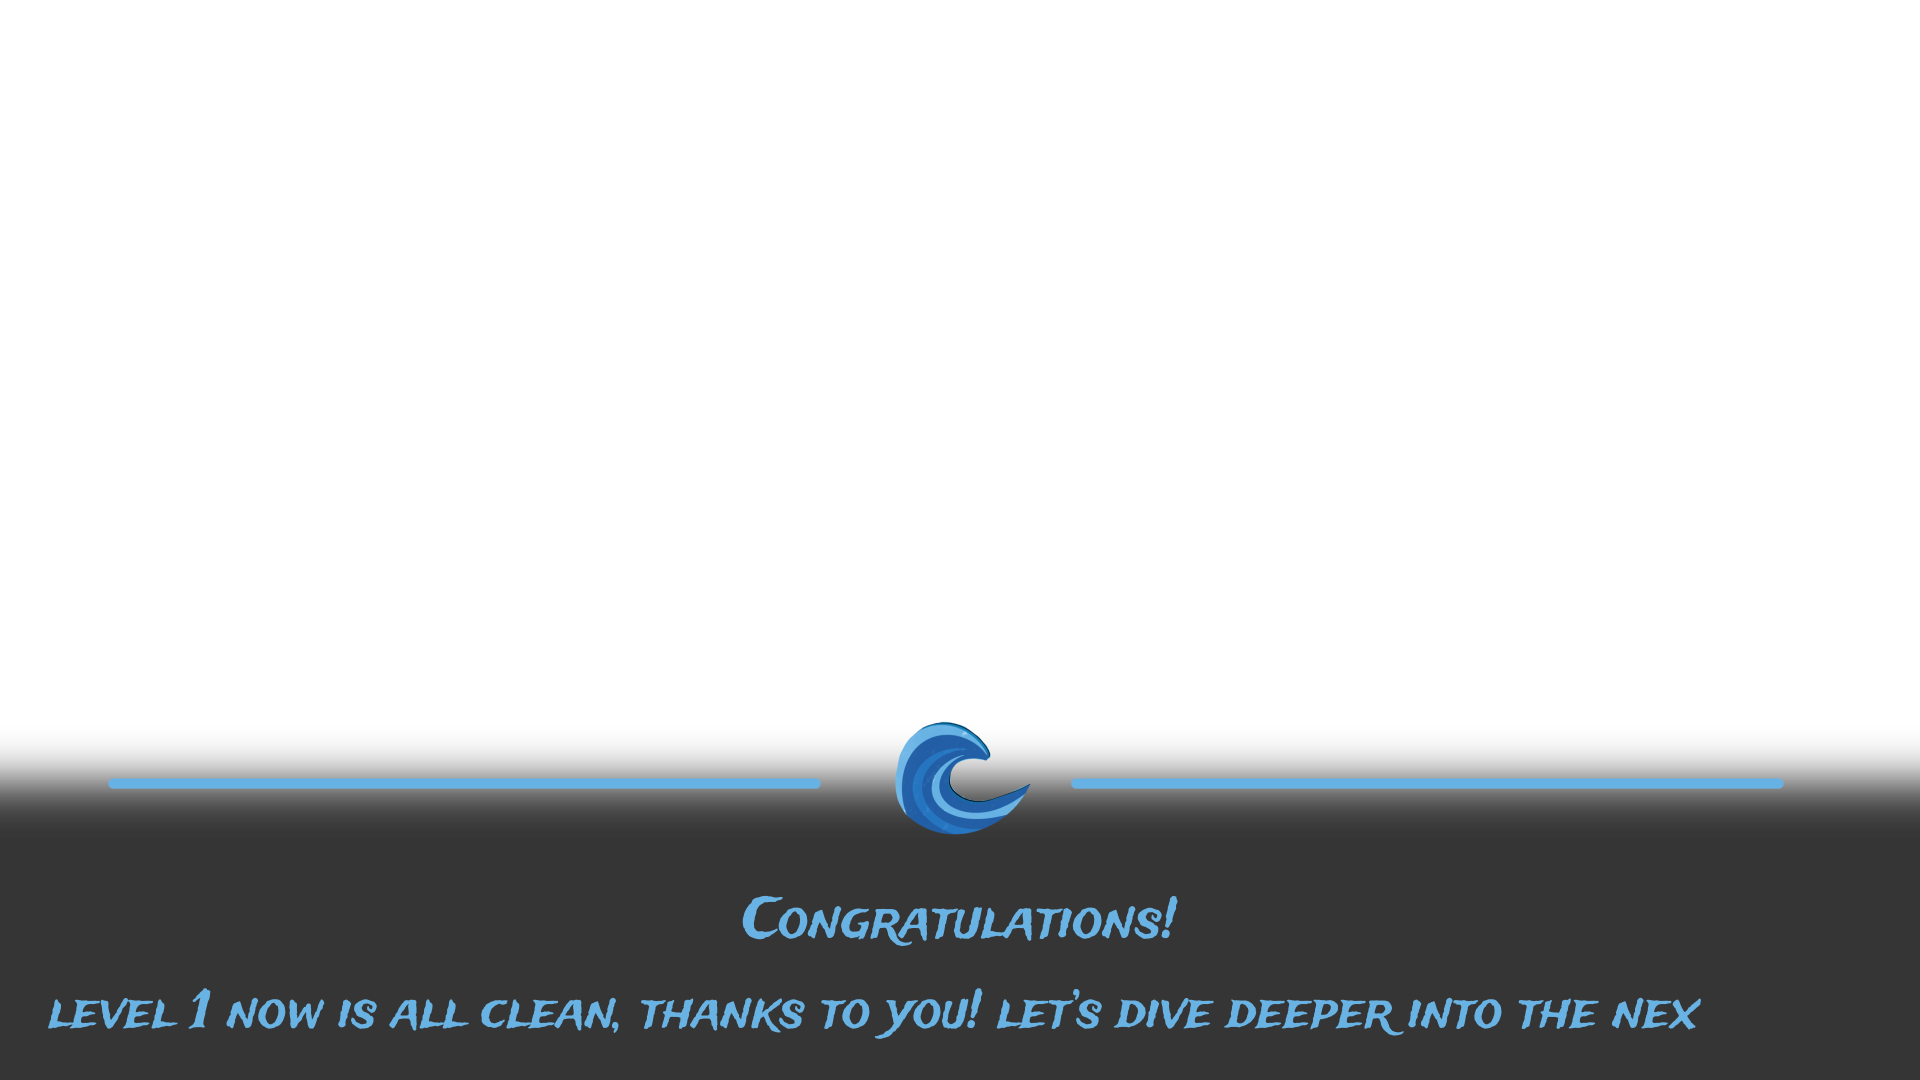 Congratulations!
level 1 now is all clean, thanks to you! let's dive deeper into the nex